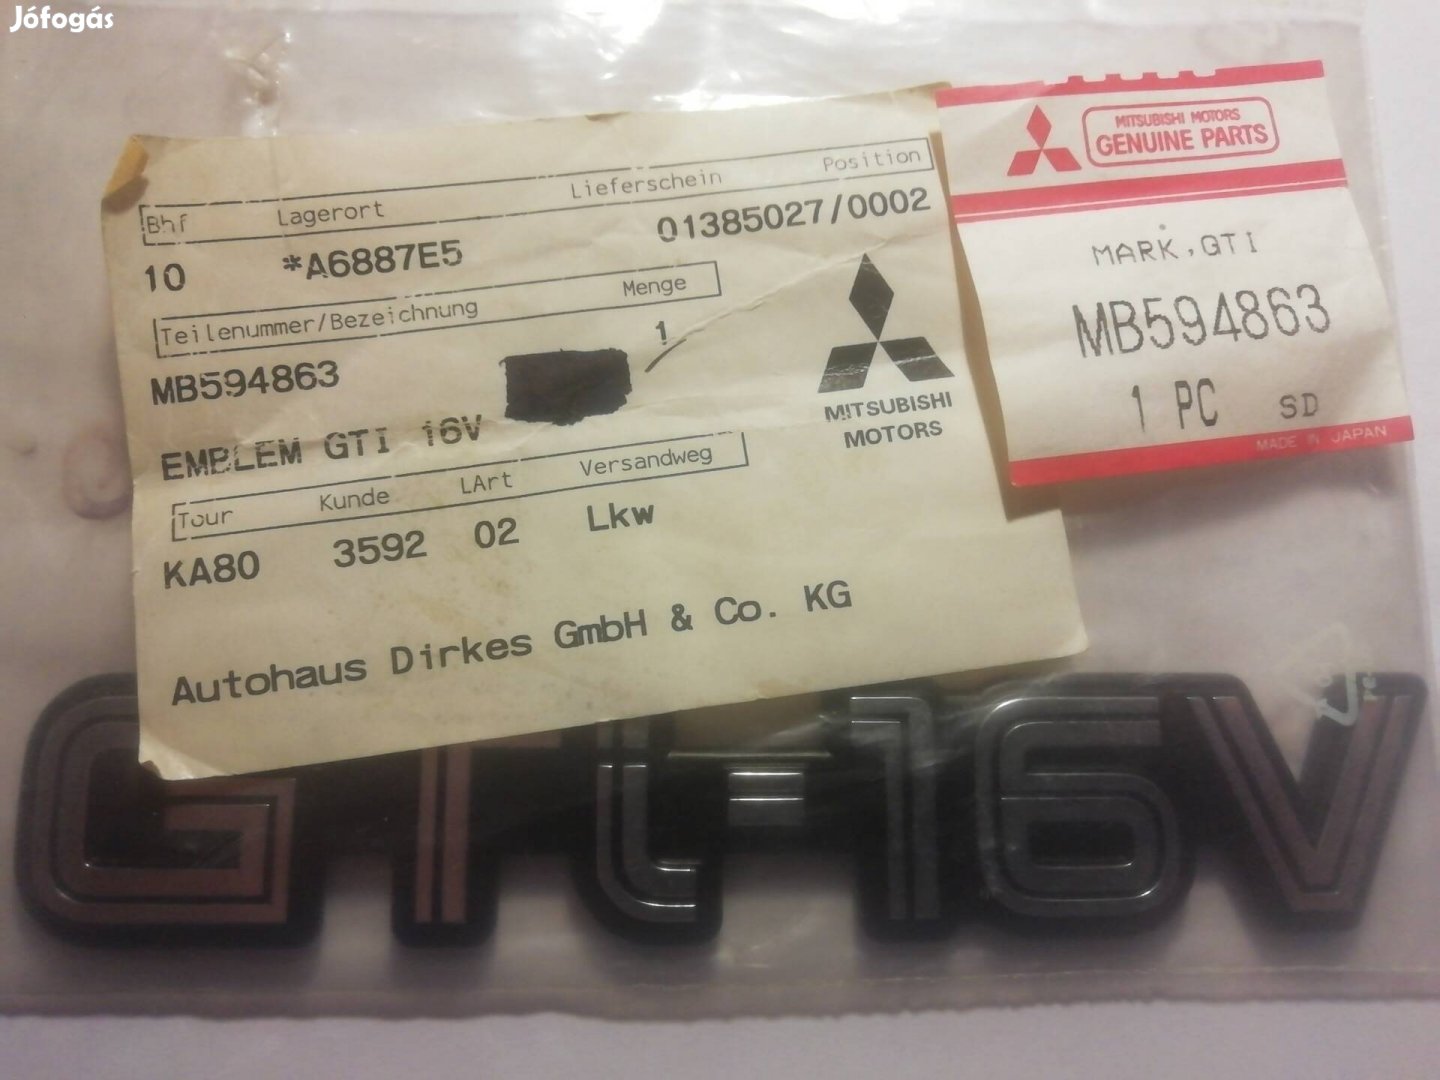 Jófogás
Bhf Lagerort Lieferschein Position
10 *A6887E5 01385027/0002
Teilenummer/Bezeichnung Menge
MB594863 1
EMBLEM GTI 16V
MITSUBISHI
MOTORS
Tour Kunde LArt Versandweg
KA80 3592 02 Lkw
Autohaus Dirkes GmbH & Co. KG
MITSUBISHI MOTORS
GENUINE PARTS
MARK,GTI
MB594863
1 PC SD
MADE IN JAPAN
GTi-16V